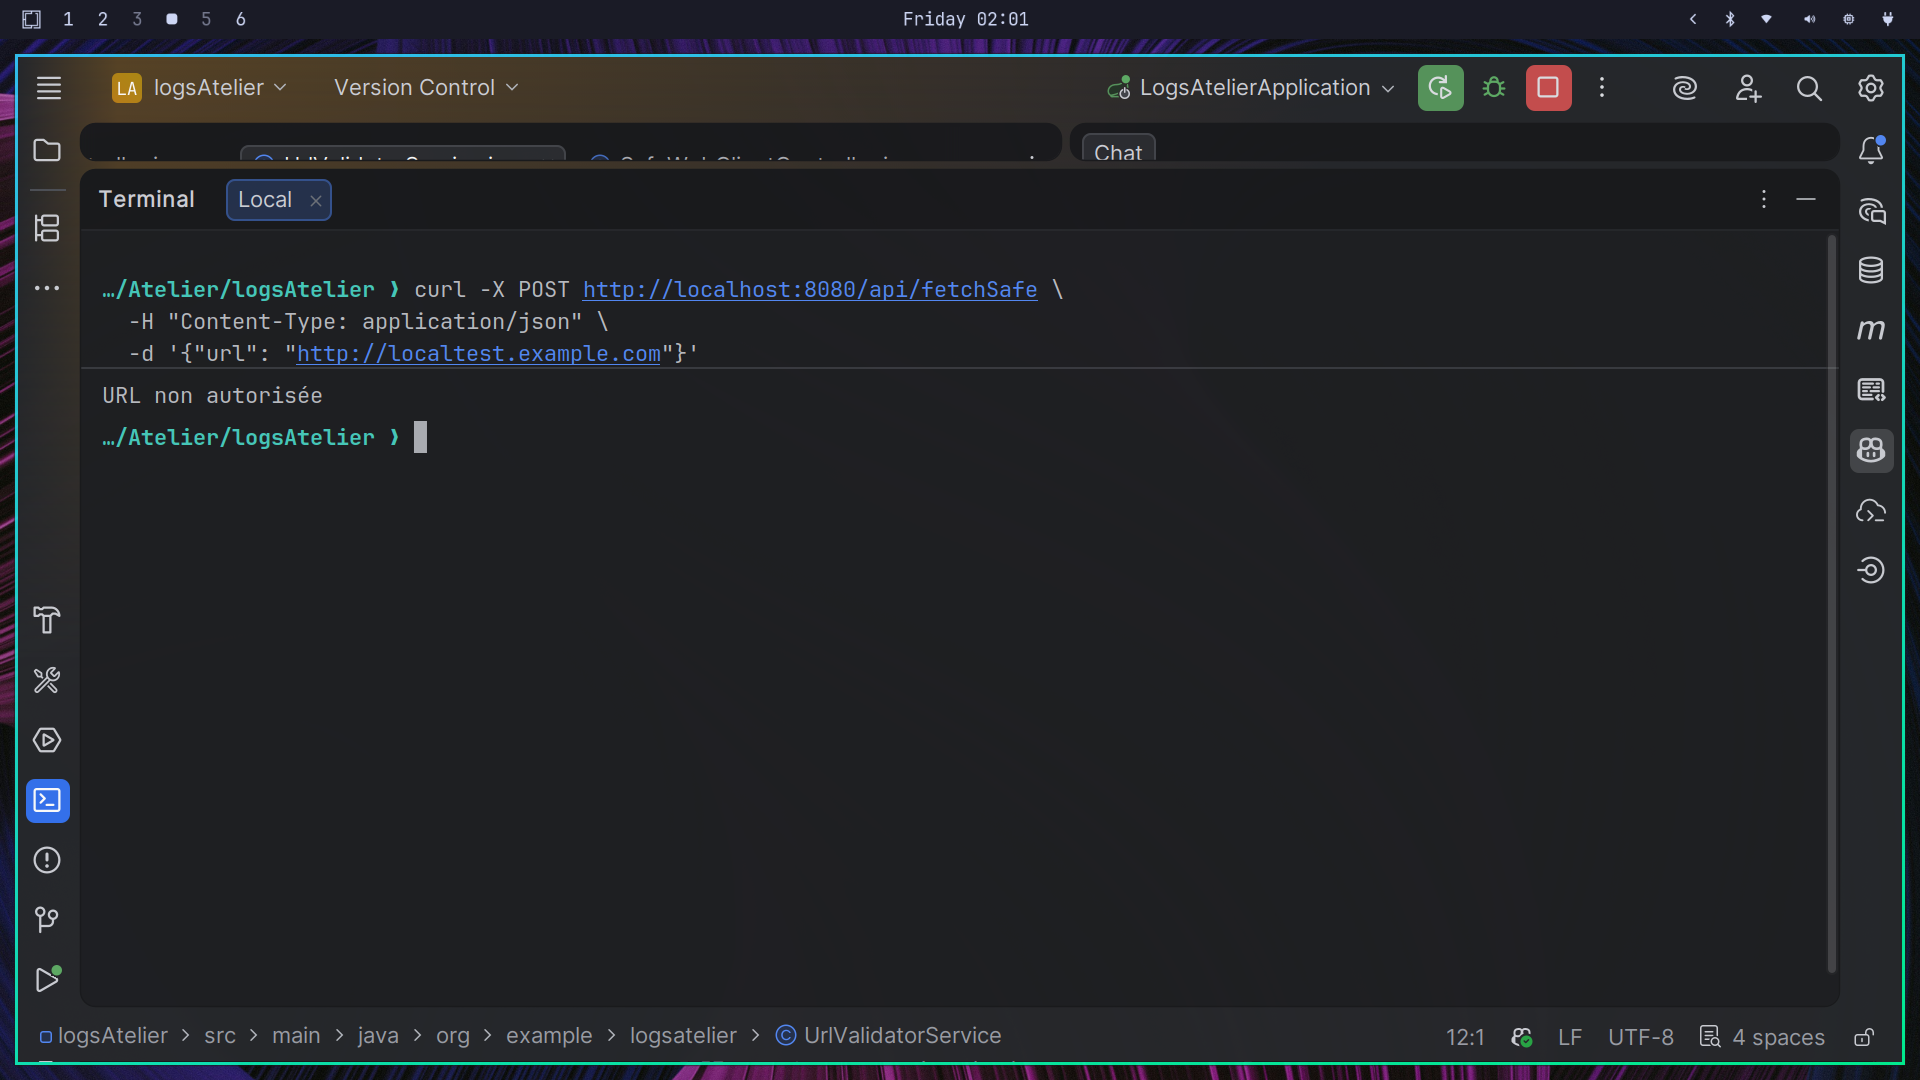 1 2 3 5 6 Friday 02:01
LA logsAtelier Version Control LogsAtelierApplication
Chat
Terminal Local
…/Atelier/logsAtelier ❯ curl -X POST http://localhost:8080/api/fetchSafe \
-H "Content-Type: application/json" \
-d '{"url": "http://localtest.example.com"}'
URL non autorisée
…/Atelier/logsAtelier ❯
logsAtelier > src > main > java > org > example > logsatelier > UrlValidatorService 12:1 LF UTF-8 4 spaces